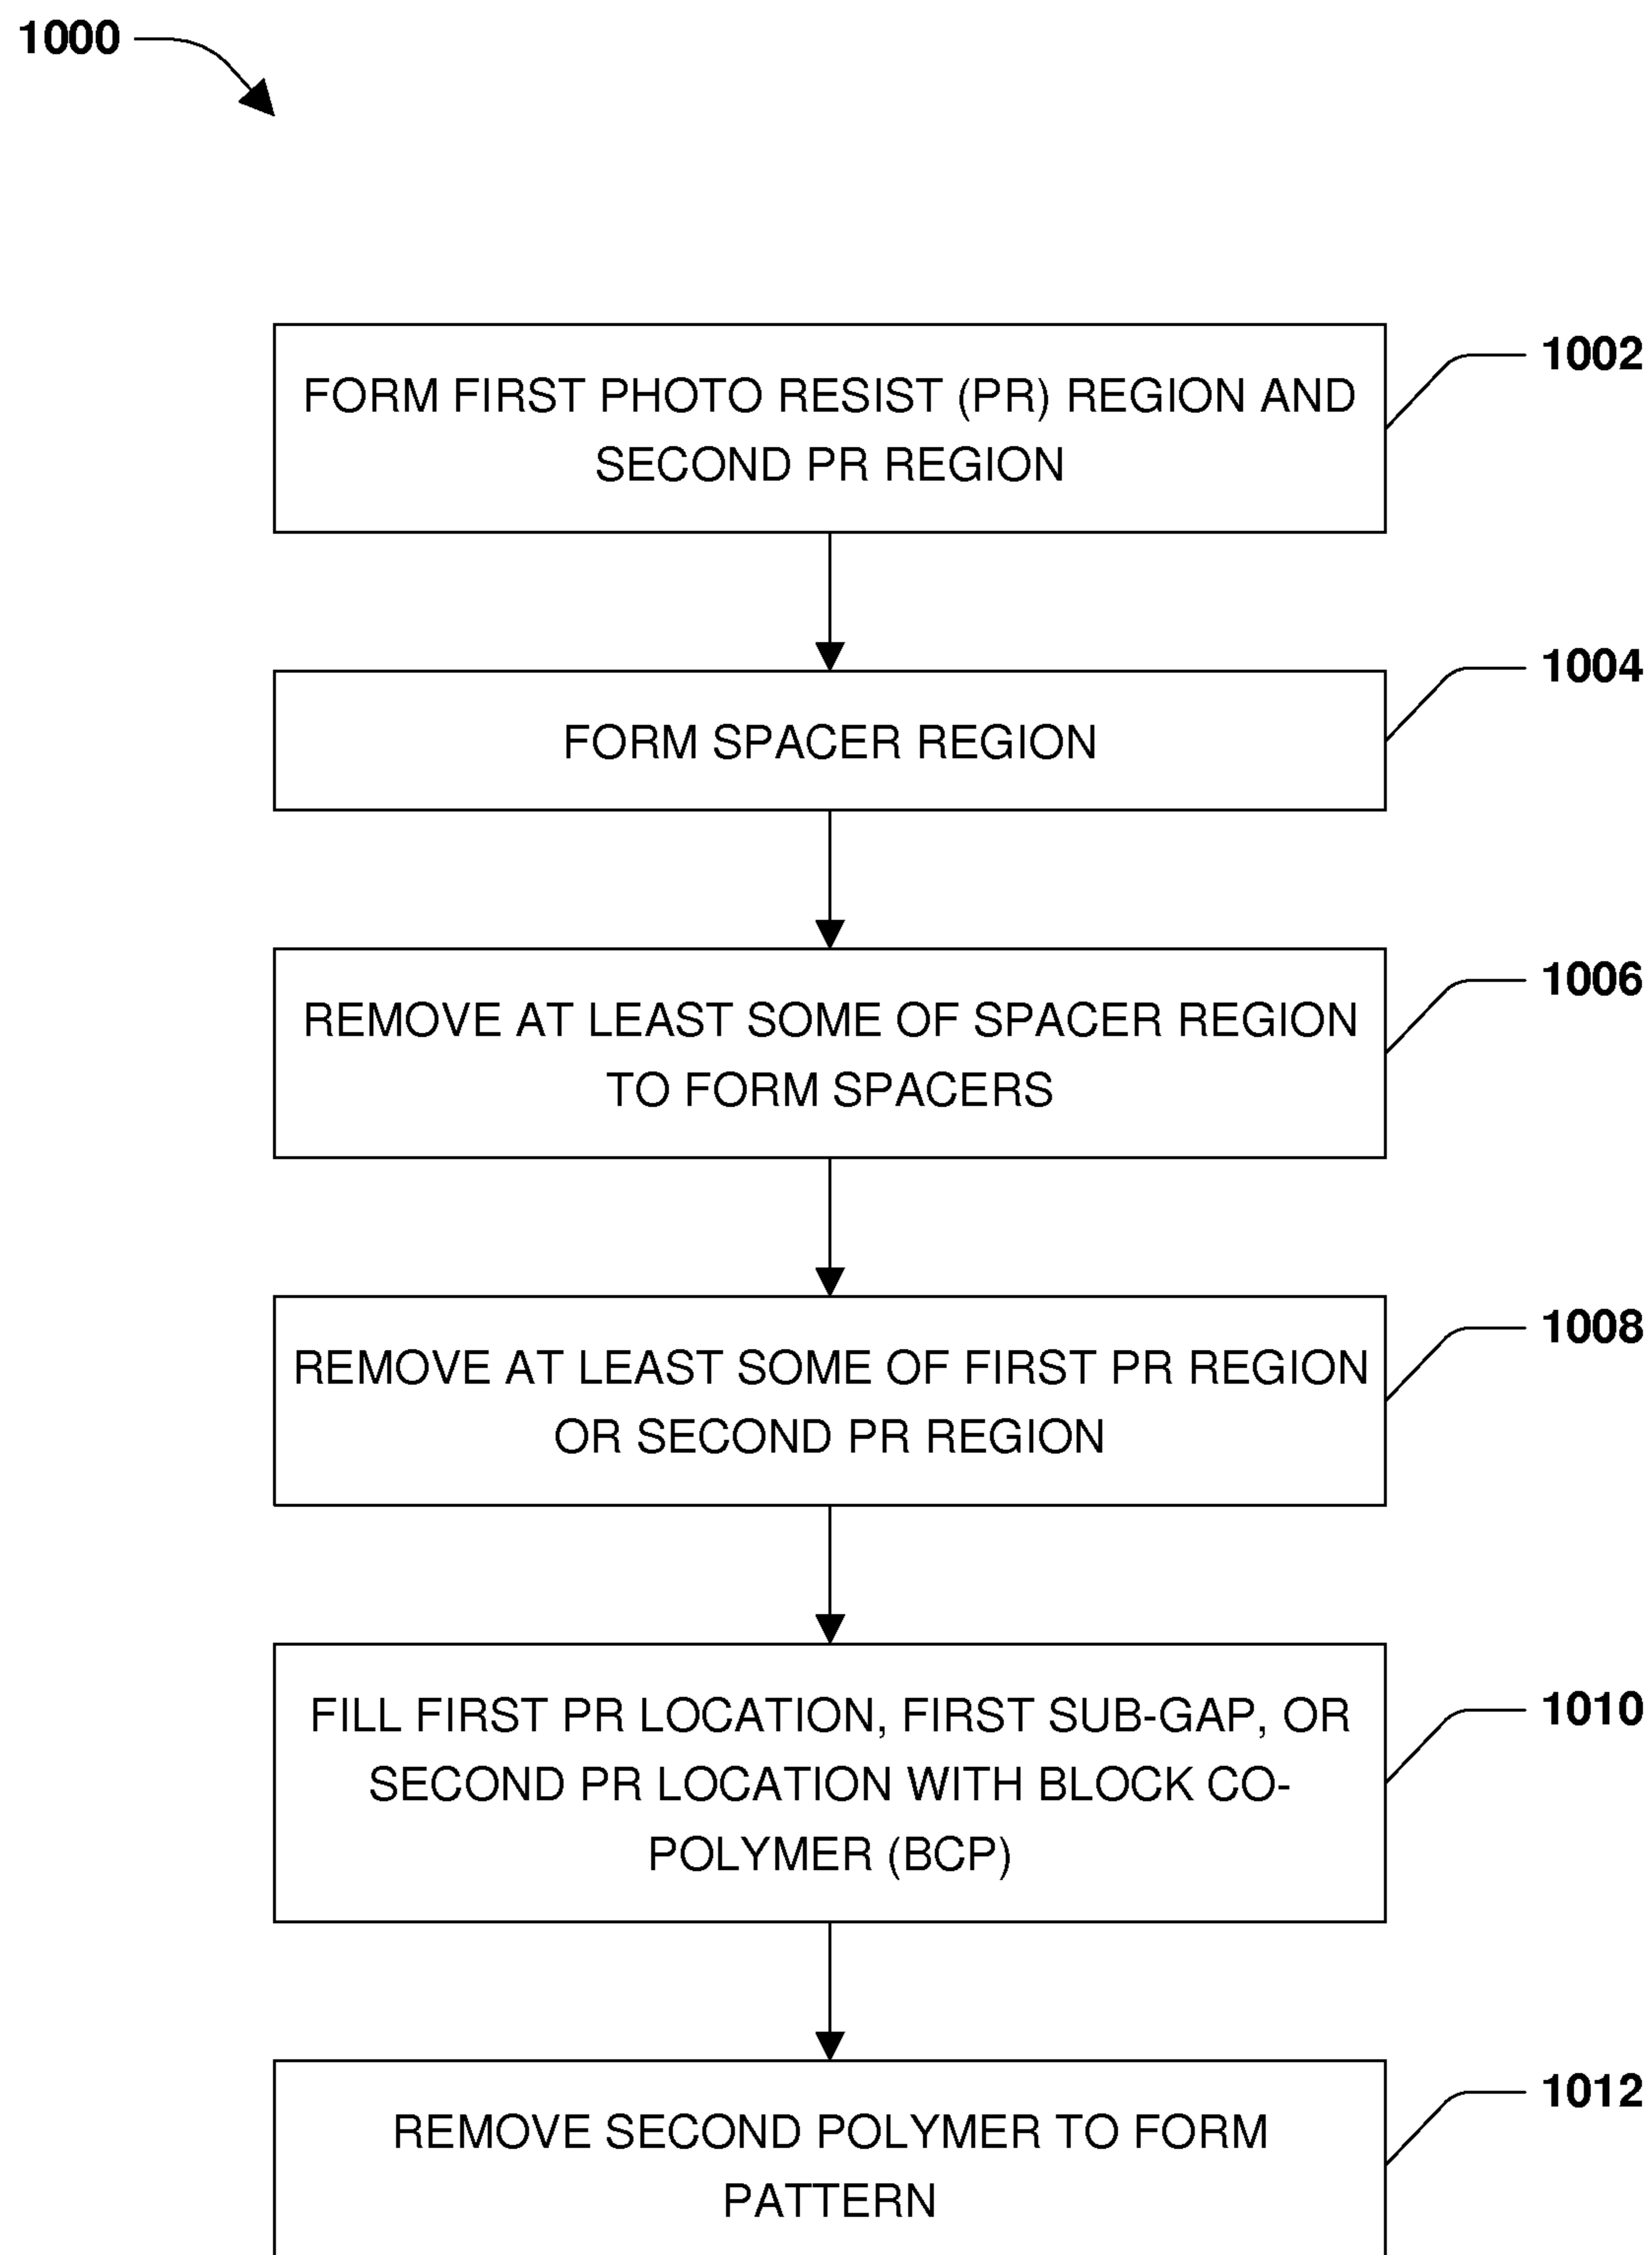 1000
FORM FIRST PHOTO RESIST (PR) REGION AND
SECOND PR REGION
1002
FORM SPACER REGION
1004
REMOVE AT LEAST SOME OF SPACER REGION
TO FORM SPACERS
1006
REMOVE AT LEAST SOME OF FIRST PR REGION
OR SECOND PR REGION
1008
FILL FIRST PR LOCATION, FIRST SUB-GAP, OR
SECOND PR LOCATION WITH BLOCK CO-
POLYMER (BCP)
1010
REMOVE SECOND POLYMER TO FORM
PATTERN
1012